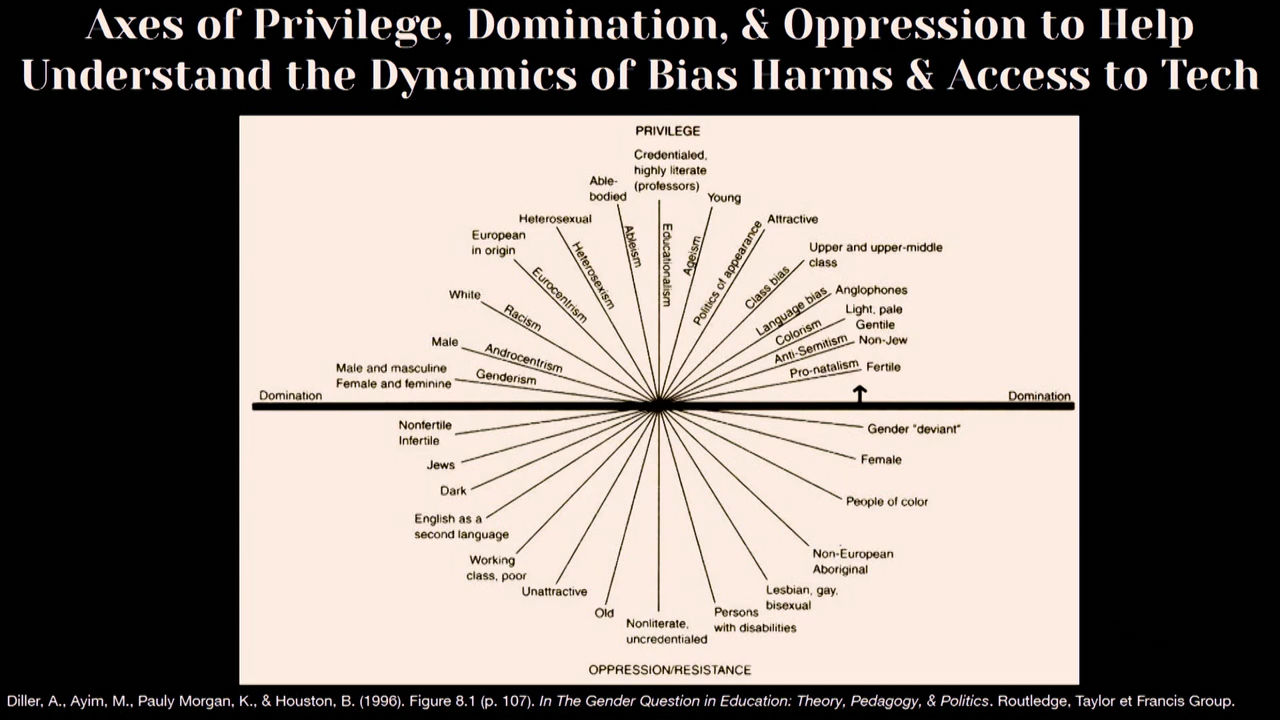 Axes of Privilege, Domination, & Oppression to Help
Understand the Dynamics of Bias Harms & Access to Tech
PRIVILEGE
Credentialed,
highly literate
(professors)
Able-
bodied
Young
Heterosexual
Attractive
European
in origin
Upper and upper-middle
class
White
Anglophones
Light, pale
Male
Gentile
Non-Jew
Male and masculine
Female and feminine
Fertile
Genderism
Androcentrism
Racism
Eurocentrism
Heterosexism
Ableism
Educationalism
Ageism
Politics of appearance
Class bias
Language bias
Colorism
Anti-Semitism
Pro-natalism
Domination
Domination
Nonfertile
Infertile
Jews
Dark
English as a
second language
Working
class, poor
Unattractive
Old
Nonliterate,
uncredentialed
Persons
with disabilities
Lesbian, gay,
bisexual
Non-European
Aboriginal
People of color
Female
Gender "deviant"
OPPRESSION/RESISTANCE
Diller, A., Ayim, M., Pauly Morgan, K., & Houston, B. (1996). Figure 8.1 (p. 107). In The Gender Question in Education: Theory, Pedagogy, & Politics. Routledge, Taylor et Francis Group.